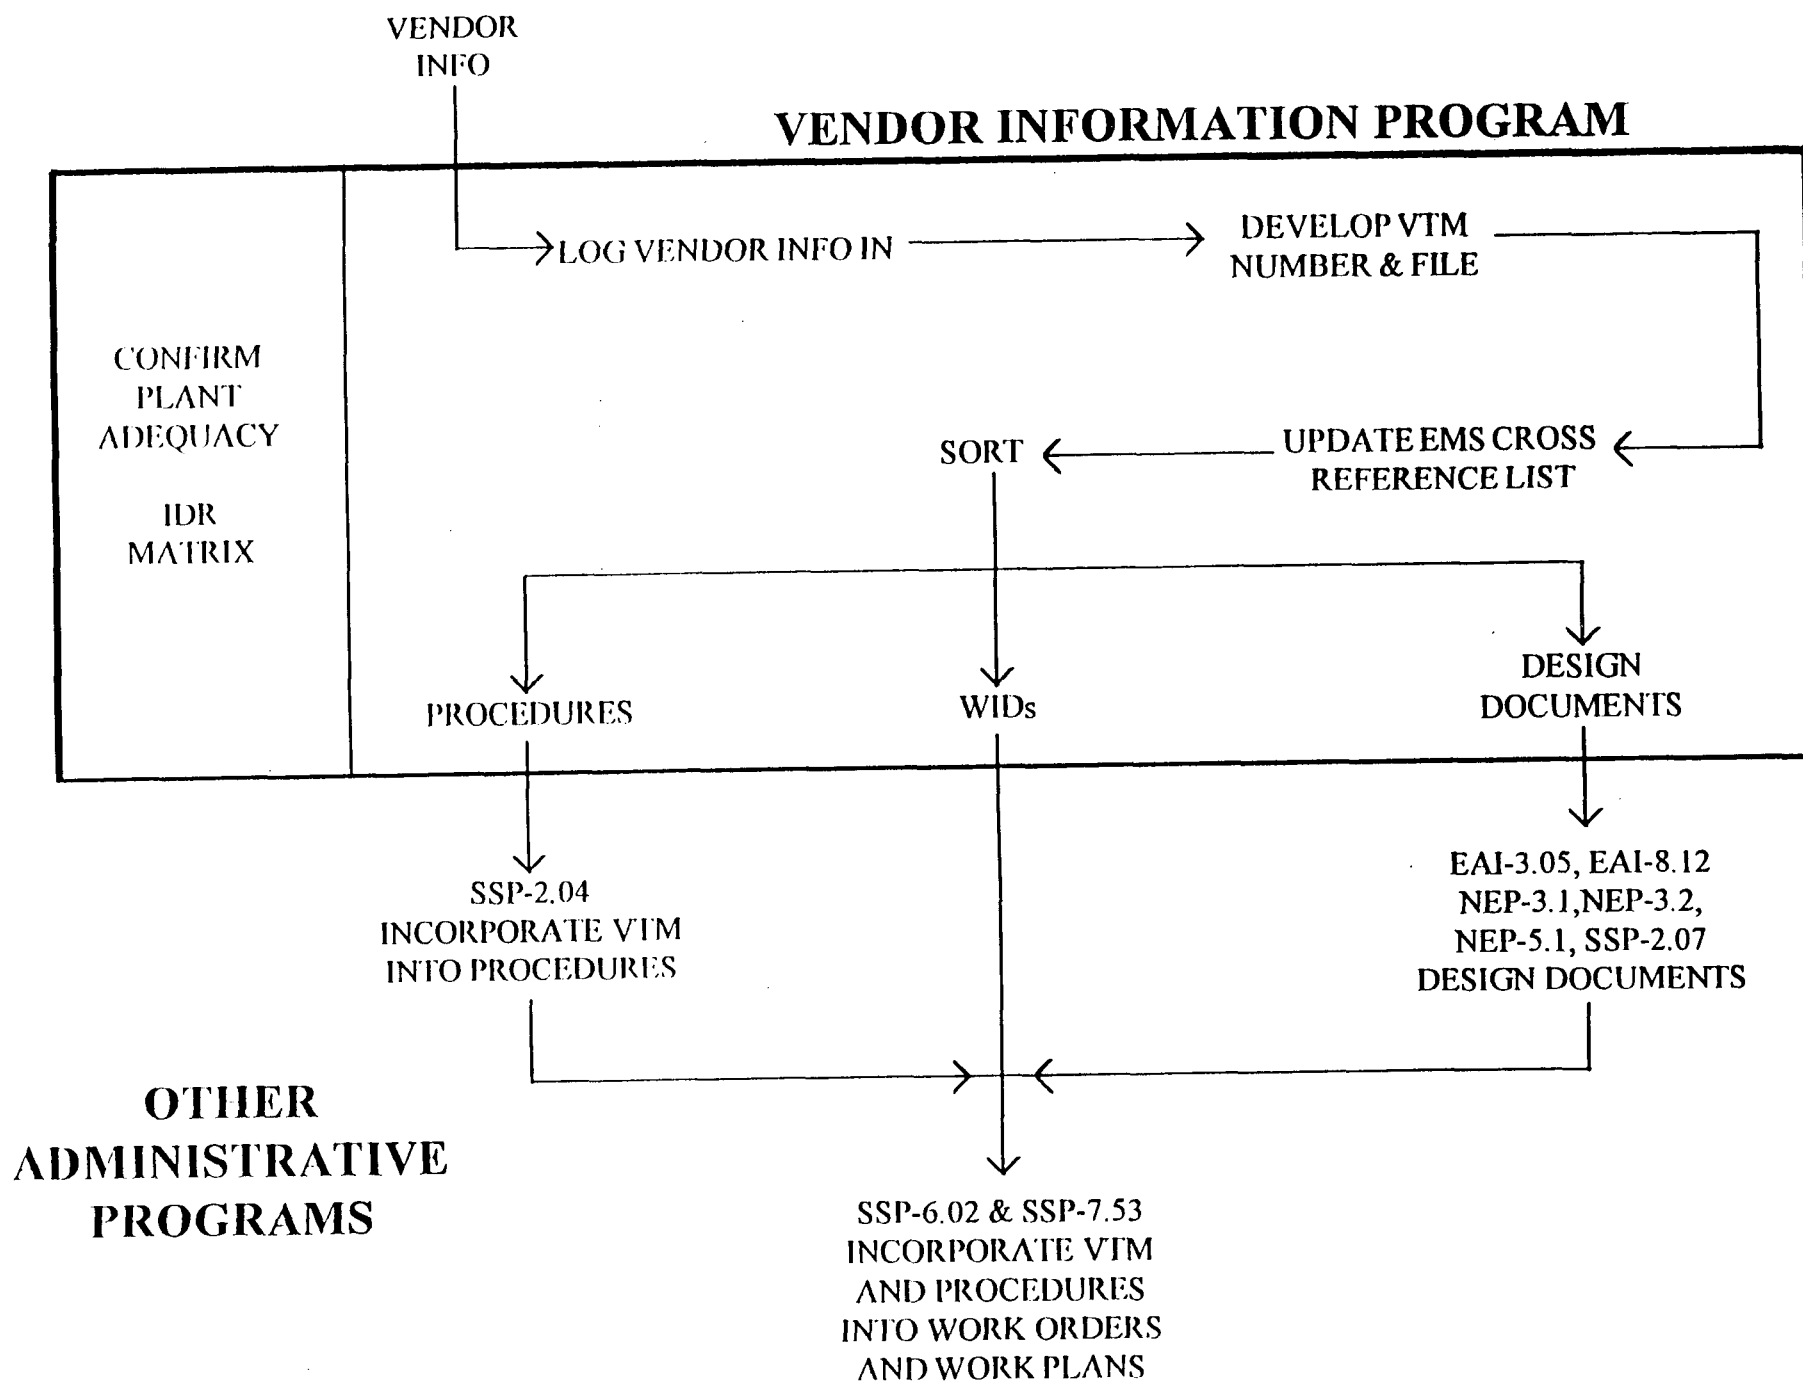 VENDOR
INFO
VENDOR INFORMATION PROGRAM
LOG VENDOR INFO IN
DEVELOP VTM
NUMBER & FILE
CONFIRM
PLANT
ADEQUACY
IDR
MATRIX
SORT
UPDATE EMS CROSS
REFERENCE LIST
PROCEDURES
WIDs
DESIGN
DOCUMENTS
SSP-2.04
INCORPORATE VTM
INTO PROCEDURES
EAI-3.05, EAI-8.12
NEP-3.1,NEP-3.2,
NEP-5.1, SSP-2.07
DESIGN DOCUMENTS
OTHER
ADMINISTRATIVE
PROGRAMS
SSP-6.02 & SSP-7.53
INCORPORATE VTM
AND PROCEDURES
INTO WORK ORDERS
AND WORK PLANS